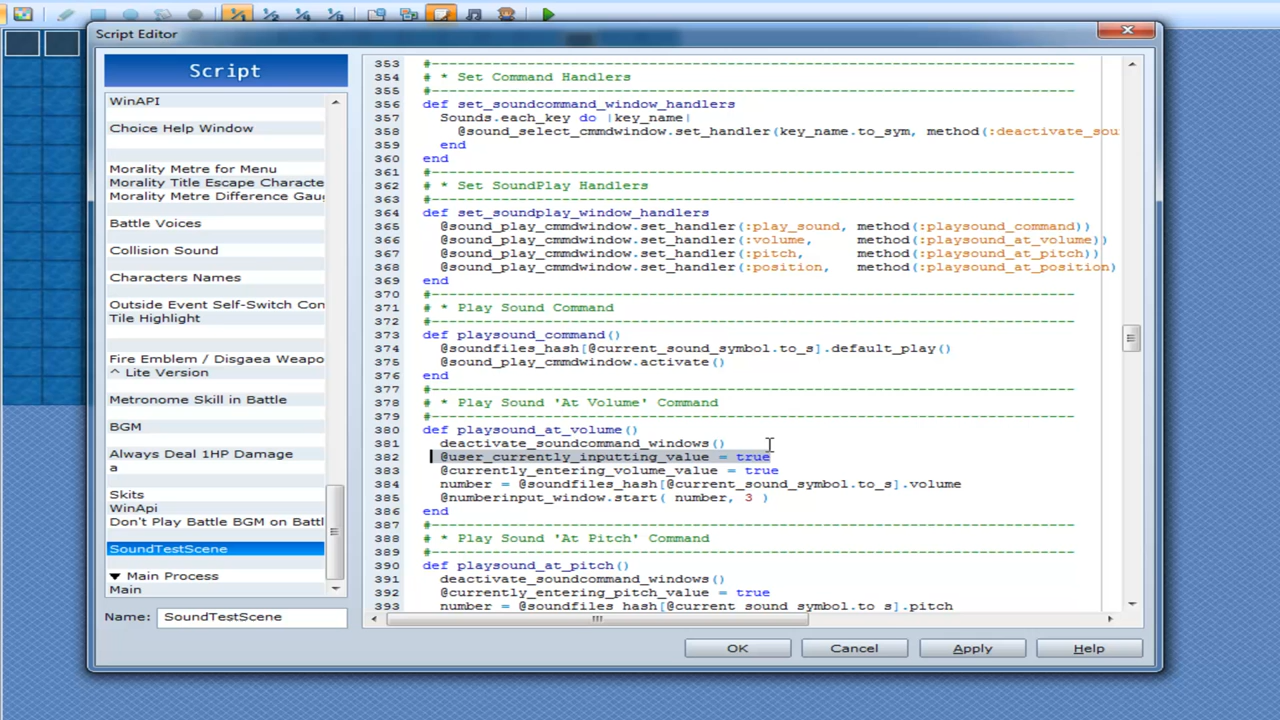 Script Editor
Script
WinAPI
Choice Help Window
Morality Metre for Menu
Morality Title Escape Characte
Morality Metre Difference Gau
Battle Voices
Collision Sound
Characters Names
Outside Event Self-Switch Con
Tile Highlight
Fire Emblem / Disgaea Weapo
^ Lite Version
Metronome Skill in Battle
BGM
Always Deal 1HP Damage
a
Skits
WinApi
Don't Play Battle BGM on Battl
SoundTestScene
▼ Main Process
Main
Name: SoundTestScene
353 #---------------------------------------------------------------------------
354 # * Set Command Handlers
355 #---------------------------------------------------------------------------
356 def set_soundcommand_window_handlers
357 Sounds.each_key do |key_name|
358 @sound_select_cmmdwindow.set_handler(key_name.to_sym, method(:deactivate_sou
359 end
360 end
361 #---------------------------------------------------------------------------
362 # * Set SoundPlay Handlers
363 #---------------------------------------------------------------------------
364 def set_soundplay_window_handlers
365 @sound_play_cmmdwindow.set_handler(:play_sound, method(:playsound_command))
366 @sound_play_cmmdwindow.set_handler(:volume, method(:playsound_at_volume))
367 @sound_play_cmmdwindow.set_handler(:pitch, method(:playsound_at_pitch))
368 @sound_play_cmmdwindow.set_handler(:position, method(:playsound_at_position)
369 end
370 #---------------------------------------------------------------------------
371 # * Play Sound Command
372 #---------------------------------------------------------------------------
373 def playsound_command()
374 @soundfiles_hash[@current_sound_symbol.to_s].default_play()
375 @sound_play_cmmdwindow.activate()
376 end
377 #---------------------------------------------------------------------------
378 # * Play Sound 'At Volume' Command
379 #---------------------------------------------------------------------------
380 def playsound_at_volume()
381 deactivate_soundcommand_windows()
382 @user_currently_inputting_value = true
383 @currently_entering_volume_value = true
384 number = @soundfiles_hash[@current_sound_symbol.to_s].volume
385 @numberinput_window.start( number, 3 )
386 end
387 #---------------------------------------------------------------------------
388 # * Play Sound 'At Pitch' Command
389 #---------------------------------------------------------------------------
390 def playsound_at_pitch()
391 deactivate_soundcommand_windows()
392 @currently_entering_pitch_value = true
393 number = @soundfiles_hash[@current_sound_symbol.to_s].pitch
OK Cancel Apply Help